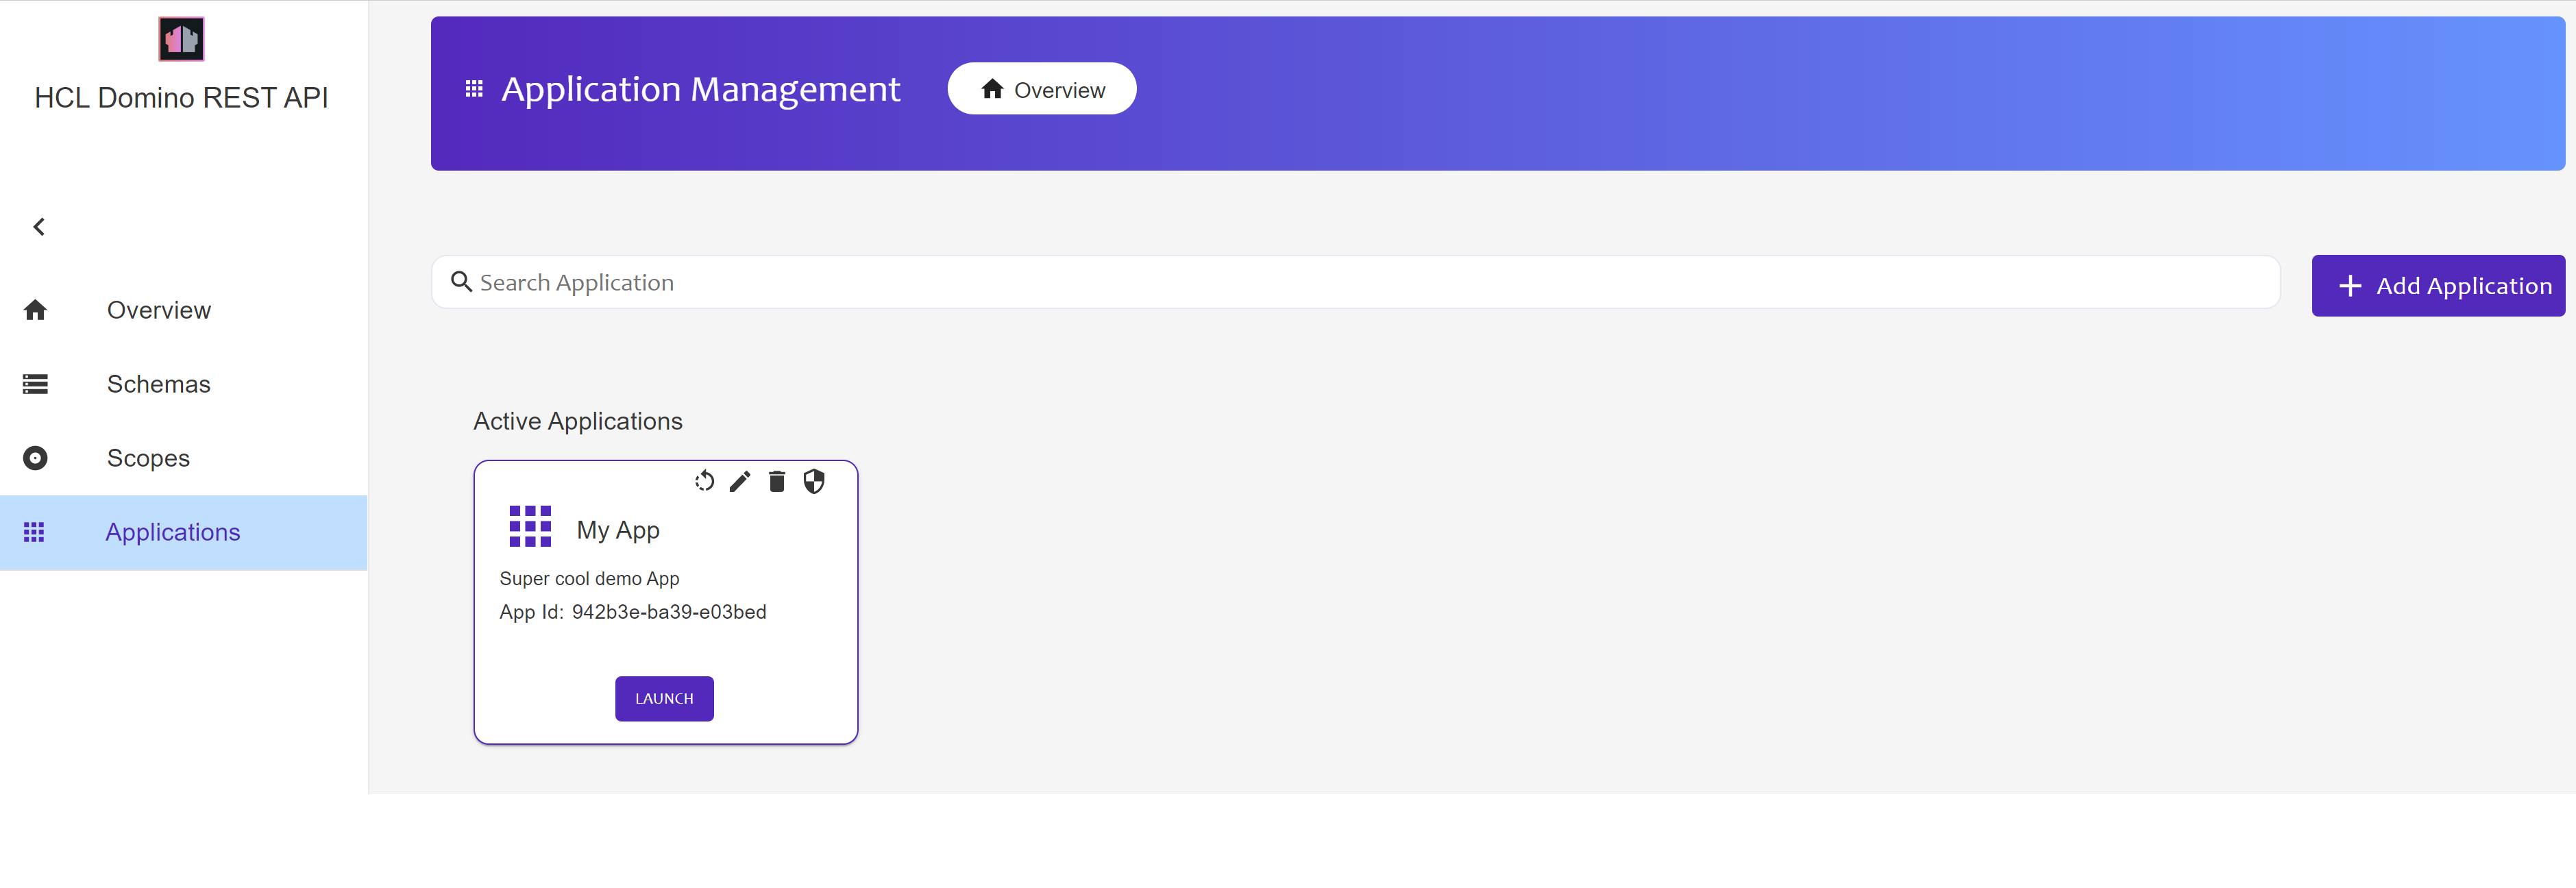 HCL Domino REST API
Overview
Schemas
Scopes
Applications
Application Management
Overview
Search Application
Add Application
Active Applications
My App
Super cool demo App
App Id: 942b3e-ba39-e03bed
LAUNCH